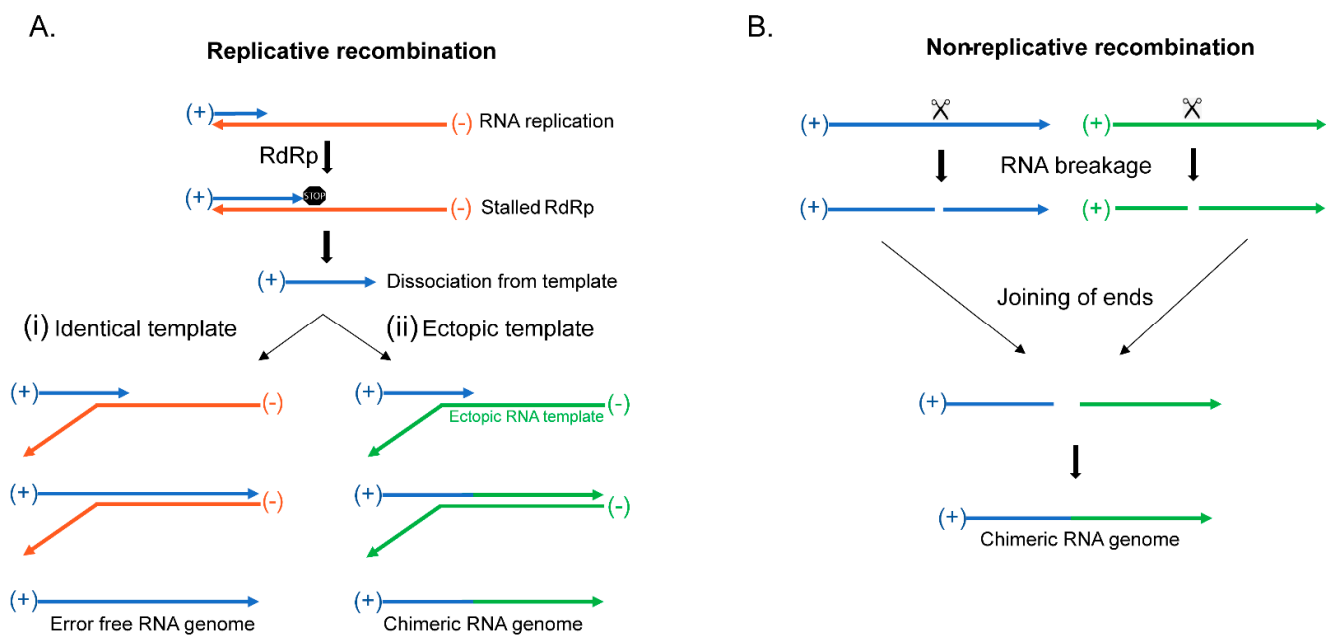 A.
Replicative recombination
(+)
(-) RNA replication
RdRp
(+) STOP
(-) Stalled RdRp
(+) Dissociation from template
(i) Identical template
(ii) Ectopic template
(+)
(-)
(+)
(-)
Ectopic RNA template
(+)
(-)
(+)
(-)
(+)
Error free RNA genome
(+)
Chimeric RNA genome
B.
Non-replicative recombination
(+)
(+)
RNA breakage
(+)
(+)
Joining of ends
(+)
(+)
Chimeric RNA genome